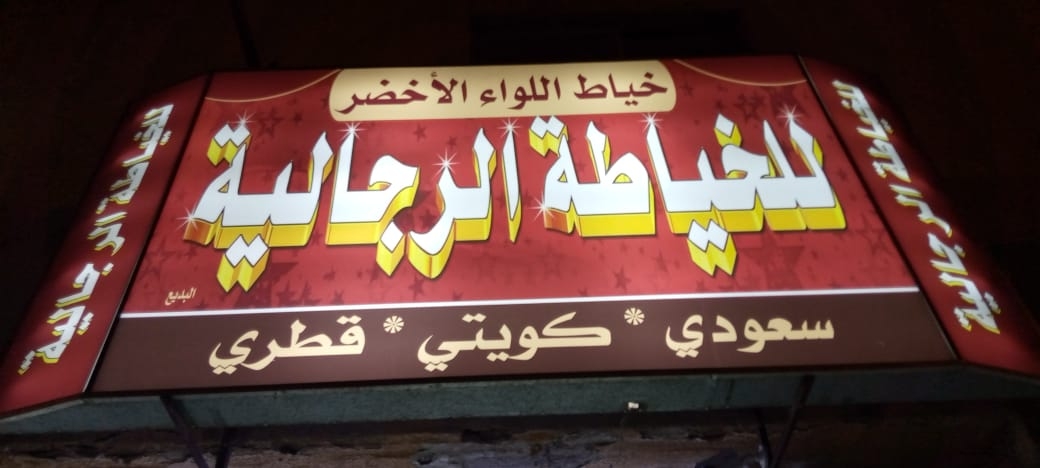 خياط اللواء الأخضر
للخياطة الرجالية
البديع
سعودي * كويتي * قطري
للخياطة الرجالية
للخياطة الرجالية